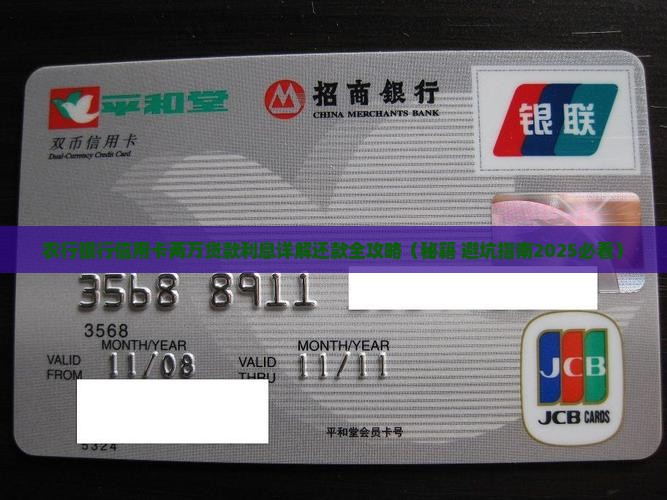 平和堂
双币信用卡
Dual-Currency Credit Card
招商銀行
CHINA MERCHANTS BANK
银联
农行银行信用卡两万贷款利息详解还款全攻略（秘籍 避坑指南2025必看）
3568 8911
3568
MONTH/YEAR MONTH/YEAR
VALID FROM 11/08 VALID THRU 11/11
JCB
JCB CARDS
平和堂会员卡号
5324